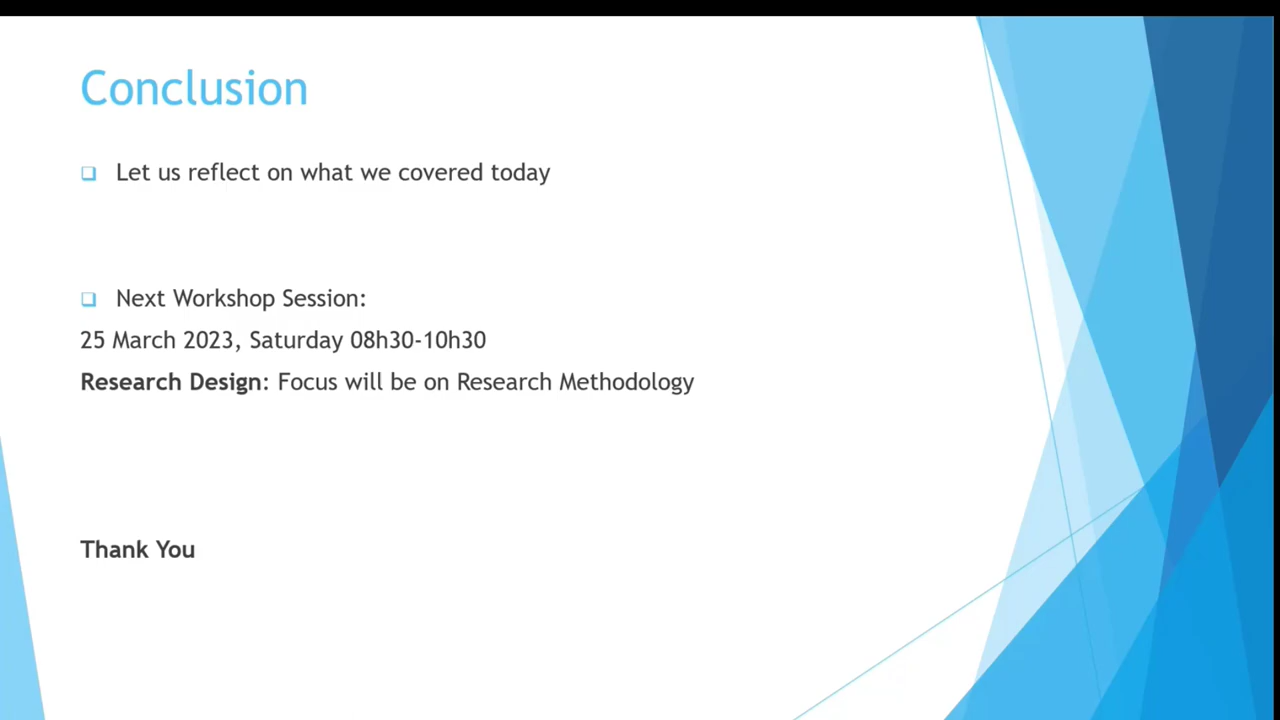 Conclusion
Let us reflect on what we covered today
Next Workshop Session:
25 March 2023, Saturday 08h30-10h30
Research Design: Focus will be on Research Methodology
Thank You